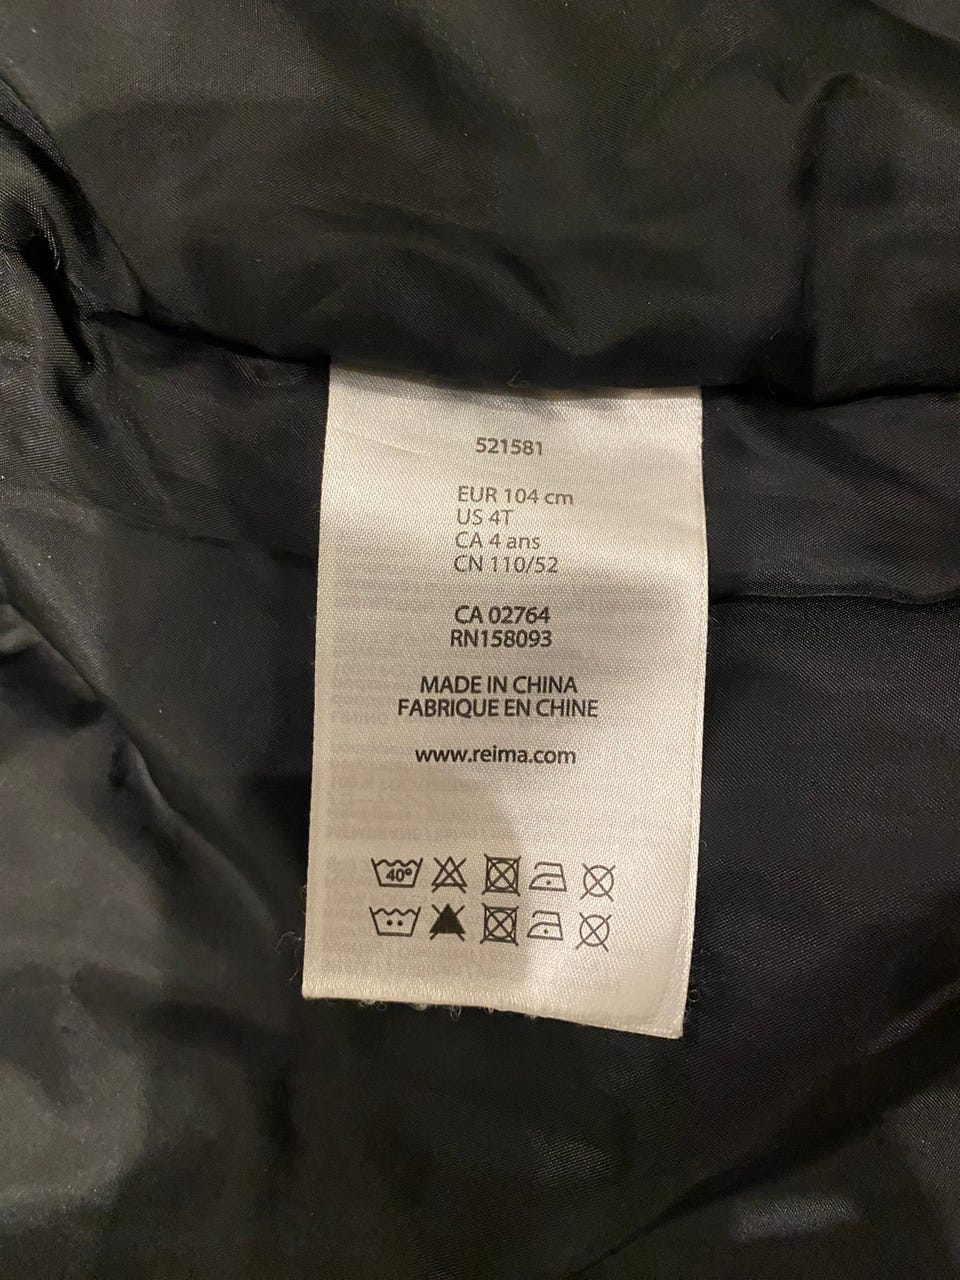 521581
EUR 104 cm
US 4T
CA 4 ans
CN 110/52
CA 02764
RN158093
MADE IN CHINA
FABRIQUE EN CHINE
www.reima.com
40°